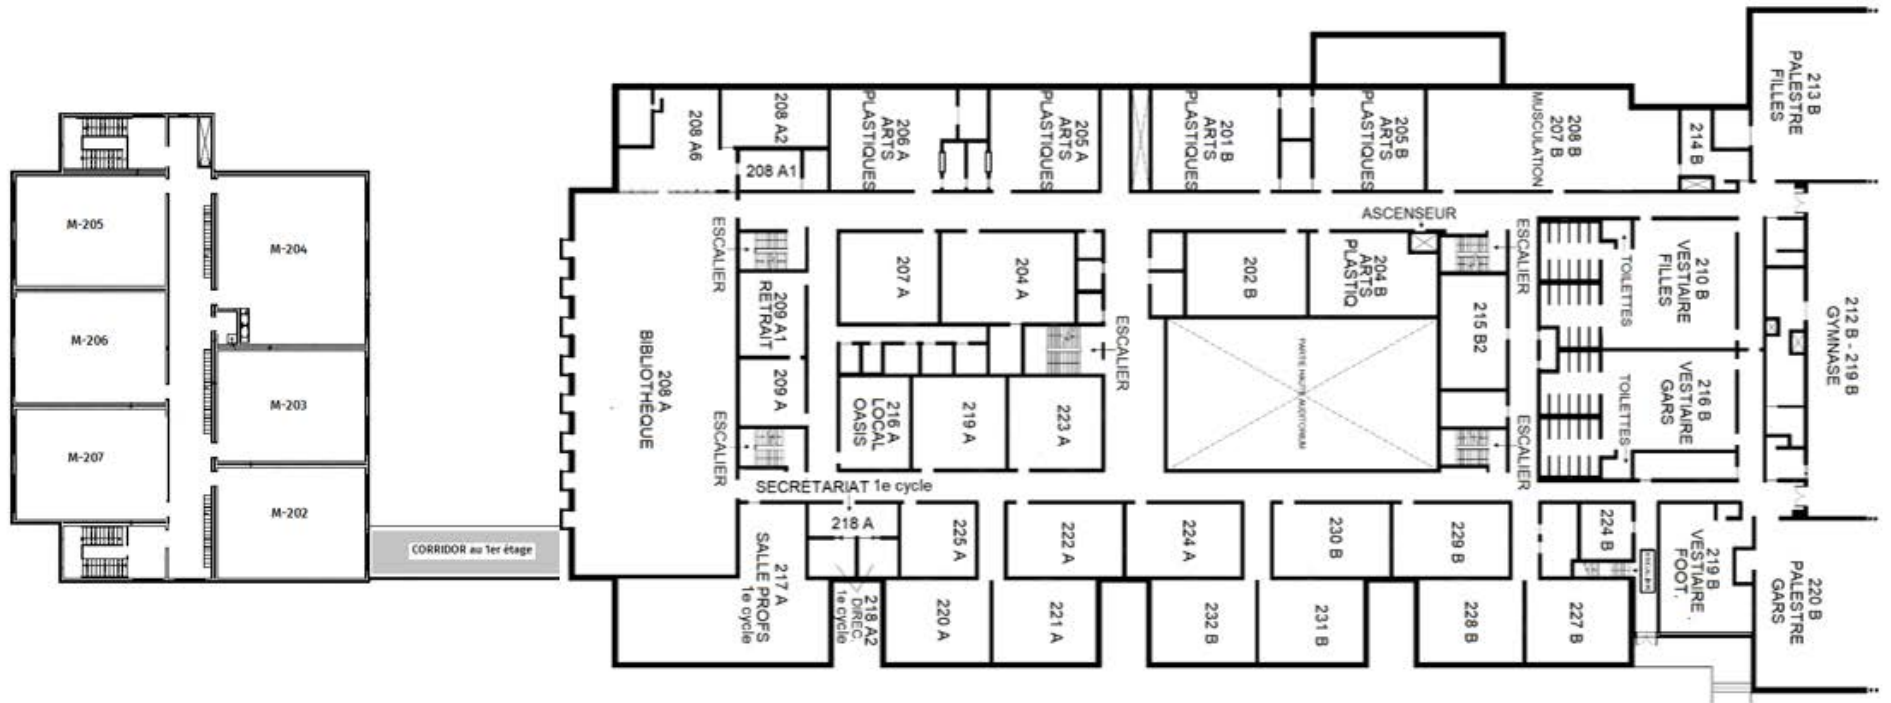 M-205
M-204
M-206
M-203
M-207
M-202
CORRIDOR au 1er étage
208 A6
208 A2
208 A1
206 A
ARTS
PLASTIQUES
205 A
ARTS
PLASTIQUES
201 B
ARTS
PLASTIQUES
205 B
ARTS
PLASTIQUES
208 B
207 B
MUSCULATION
214 B
213 B
PALESTRE
FILLES
ESCALIER
207 A
204 A
202 B
ASCENSEUR
204 B
ARTS
PLASTIQ
ESCALIER
TOILETTES
210 B
VESTIAIRE
FILLES
212 B - 219 B
GYMNASE
208 A
BIBLIOTHÈQUE
209 A1
RETRAIT
209 A
ESCALIER
ESCALIER
216 A
LOCAL
OASIS
219 A
223 A
PARTIE HAUTE AUDITORIUM
215 B2
ESCALIER
TOILETTES
216 B
VESTIAIRE
GARS
SECRÉTARIAT 1e cycle
218 A
217 A
SALLE PROFS
1e cycle
218 A2
DIREC.
1e cycle
225 A
222 A
224 A
230 B
229 B
224 B
219 B
VESTIAIRE
FOOT.
220 B
PALESTRE
GARS
220 A
221 A
232 B
231 B
228 B
227 B